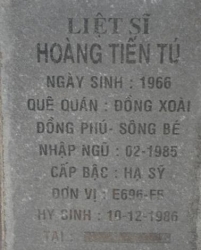 LIỆT SĨ
HOÀNG TIẾN TÚ
NGÀY SINH : 1966
QUÊ QUÁN : ĐỒNG XOÀI
ĐỒNG PHÚ - SÔNG BÉ
NHẬP NGŨ : 02-1985
CẤP BẬC : HẠ SỸ
ĐƠN VỊ : E696-F5
HY SINH : 10-12-1986
TẠI :